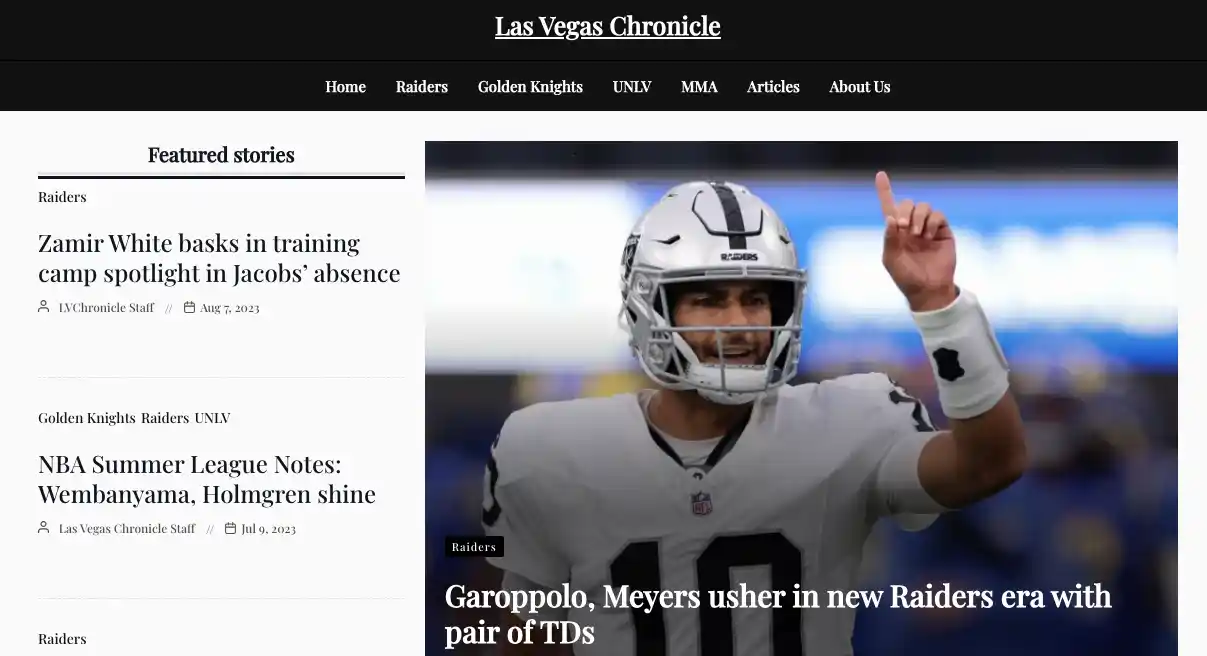 Las Vegas Chronicle
Home Raiders Golden Knights UNLV MMA Articles About Us
Featured stories
Raiders
Zamir White basks in training
camp spotlight in Jacobs' absence
LVChronicle Staff // Aug 7, 2023
Golden Knights Raiders UNLV
NBA Summer League Notes:
Wembanyama, Holmgren shine
Las Vegas Chronicle Staff // Jul 9, 2023
Raiders
RAIDERS
NFL
10
Raiders
Garoppolo, Meyers usher in new Raiders era with
pair of TDs